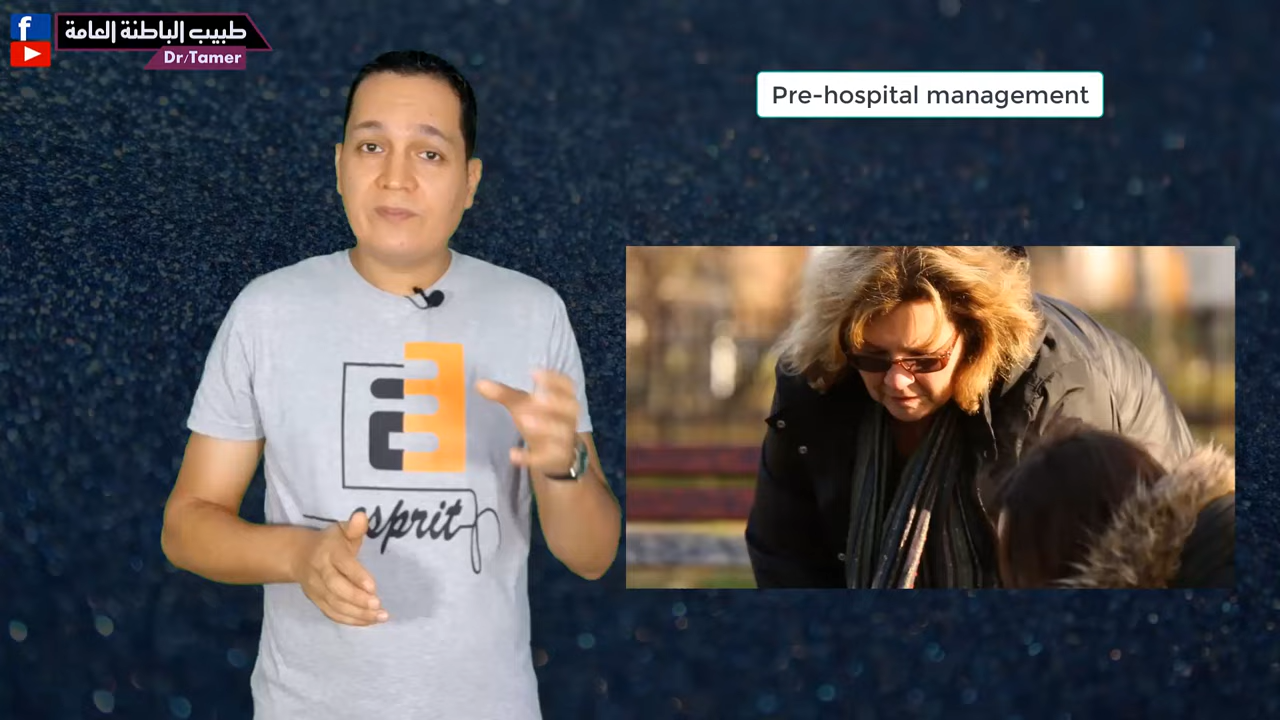 طبيب الباطنة العامة
Dr/Tamer
Pre-hospital management
esprit